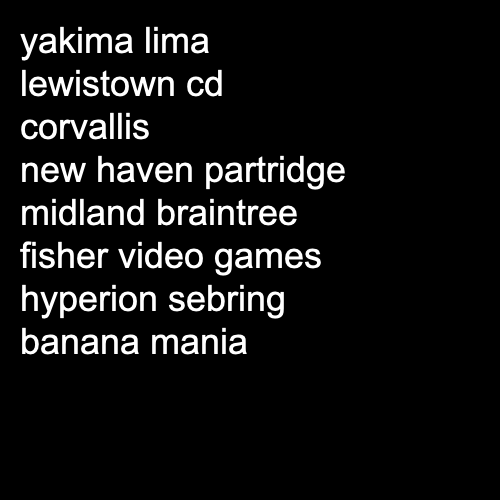 yakima lima
lewistown cd
corvallis
new haven partridge
midland braintree
fisher video games
hyperion sebring
banana mania